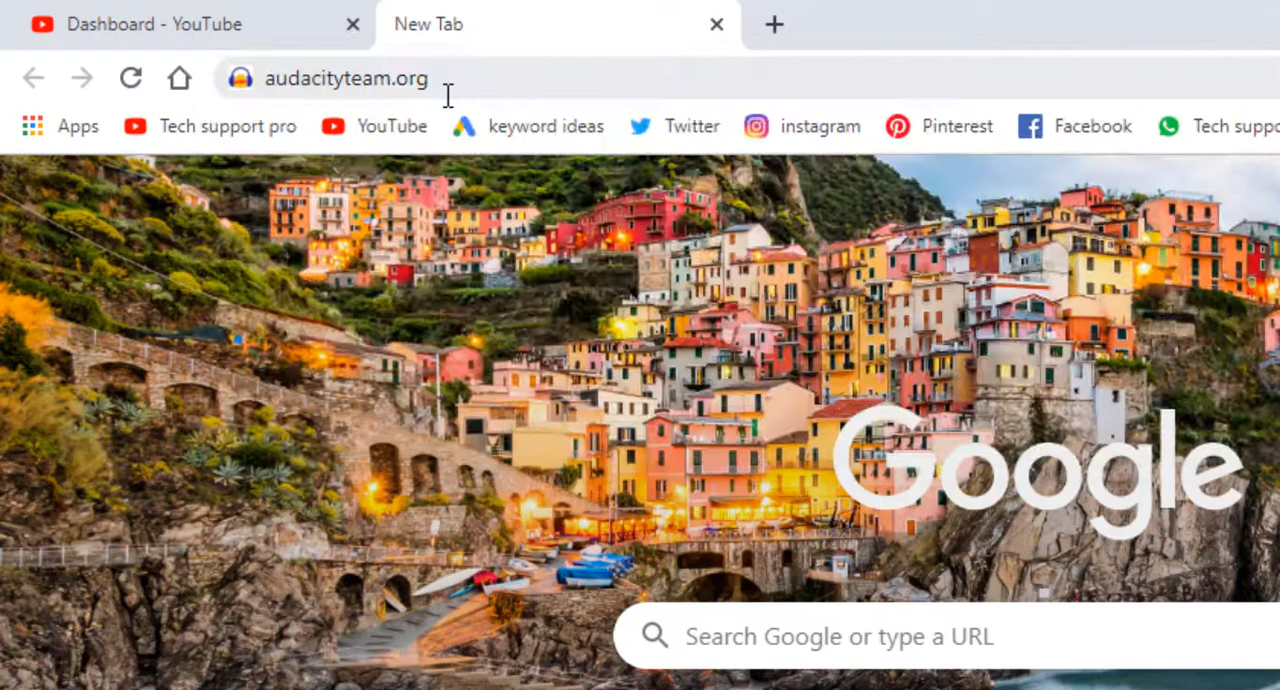 Dashboard - YouTube New Tab
audacityteam.org
Apps Tech support pro YouTube keyword ideas Twitter instagram Pinterest Facebook Tech suppo
Google
Search Google or type a URL